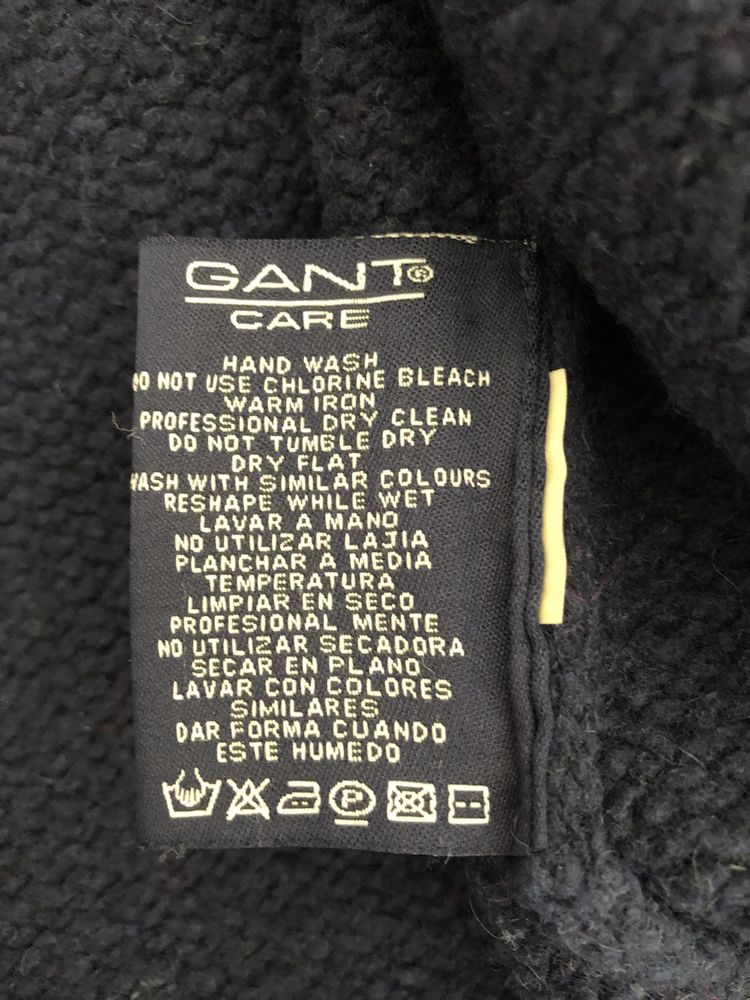 GANT®
CARE
HAND WASH
DO NOT USE CHLORINE BLEACH
WARM IRON
PROFESSIONAL DRY CLEAN
DO NOT TUMBLE DRY
DRY FLAT
WASH WITH SIMILAR COLOURS
RESHAPE WHILE WET
LAVAR A MANO
NO UTILIZAR LAJIA
PLANCHAR A MEDIA
TEMPERATURA
LIMPIAR EN SECO
PROFESIONAL MENTE
NO UTILIZAR SECADORA
SECAR EN PLANO
LAVAR CON COLORES
SIMILARES
DAR FORMA CUANDO
ESTE HUMEDO
P